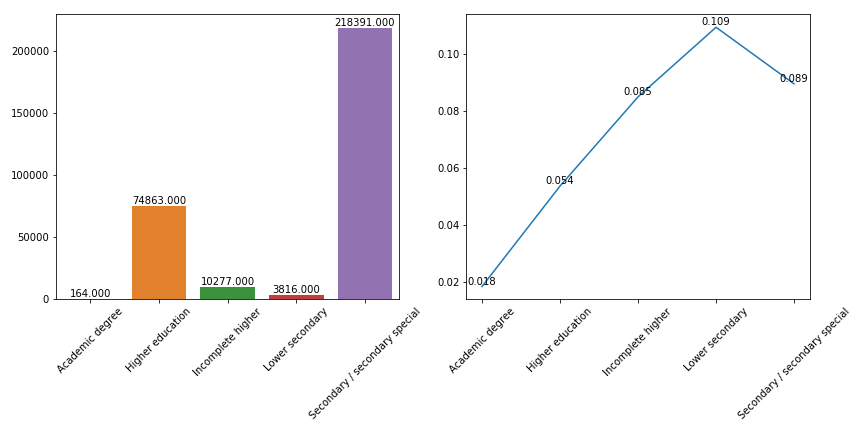 218391.000
200000
150000
100000
74863.000
50000
10277.000
3816.000
164.000
0
Academic degree
Higher education
Incomplete higher
Lower secondary
Secondary / secondary special
0.109
0.10
0.089
0.085
0.08
0.06
0.054
0.04
0.02
0.018
Academic degree
Higher education
Incomplete higher
Lower secondary
Secondary / secondary special